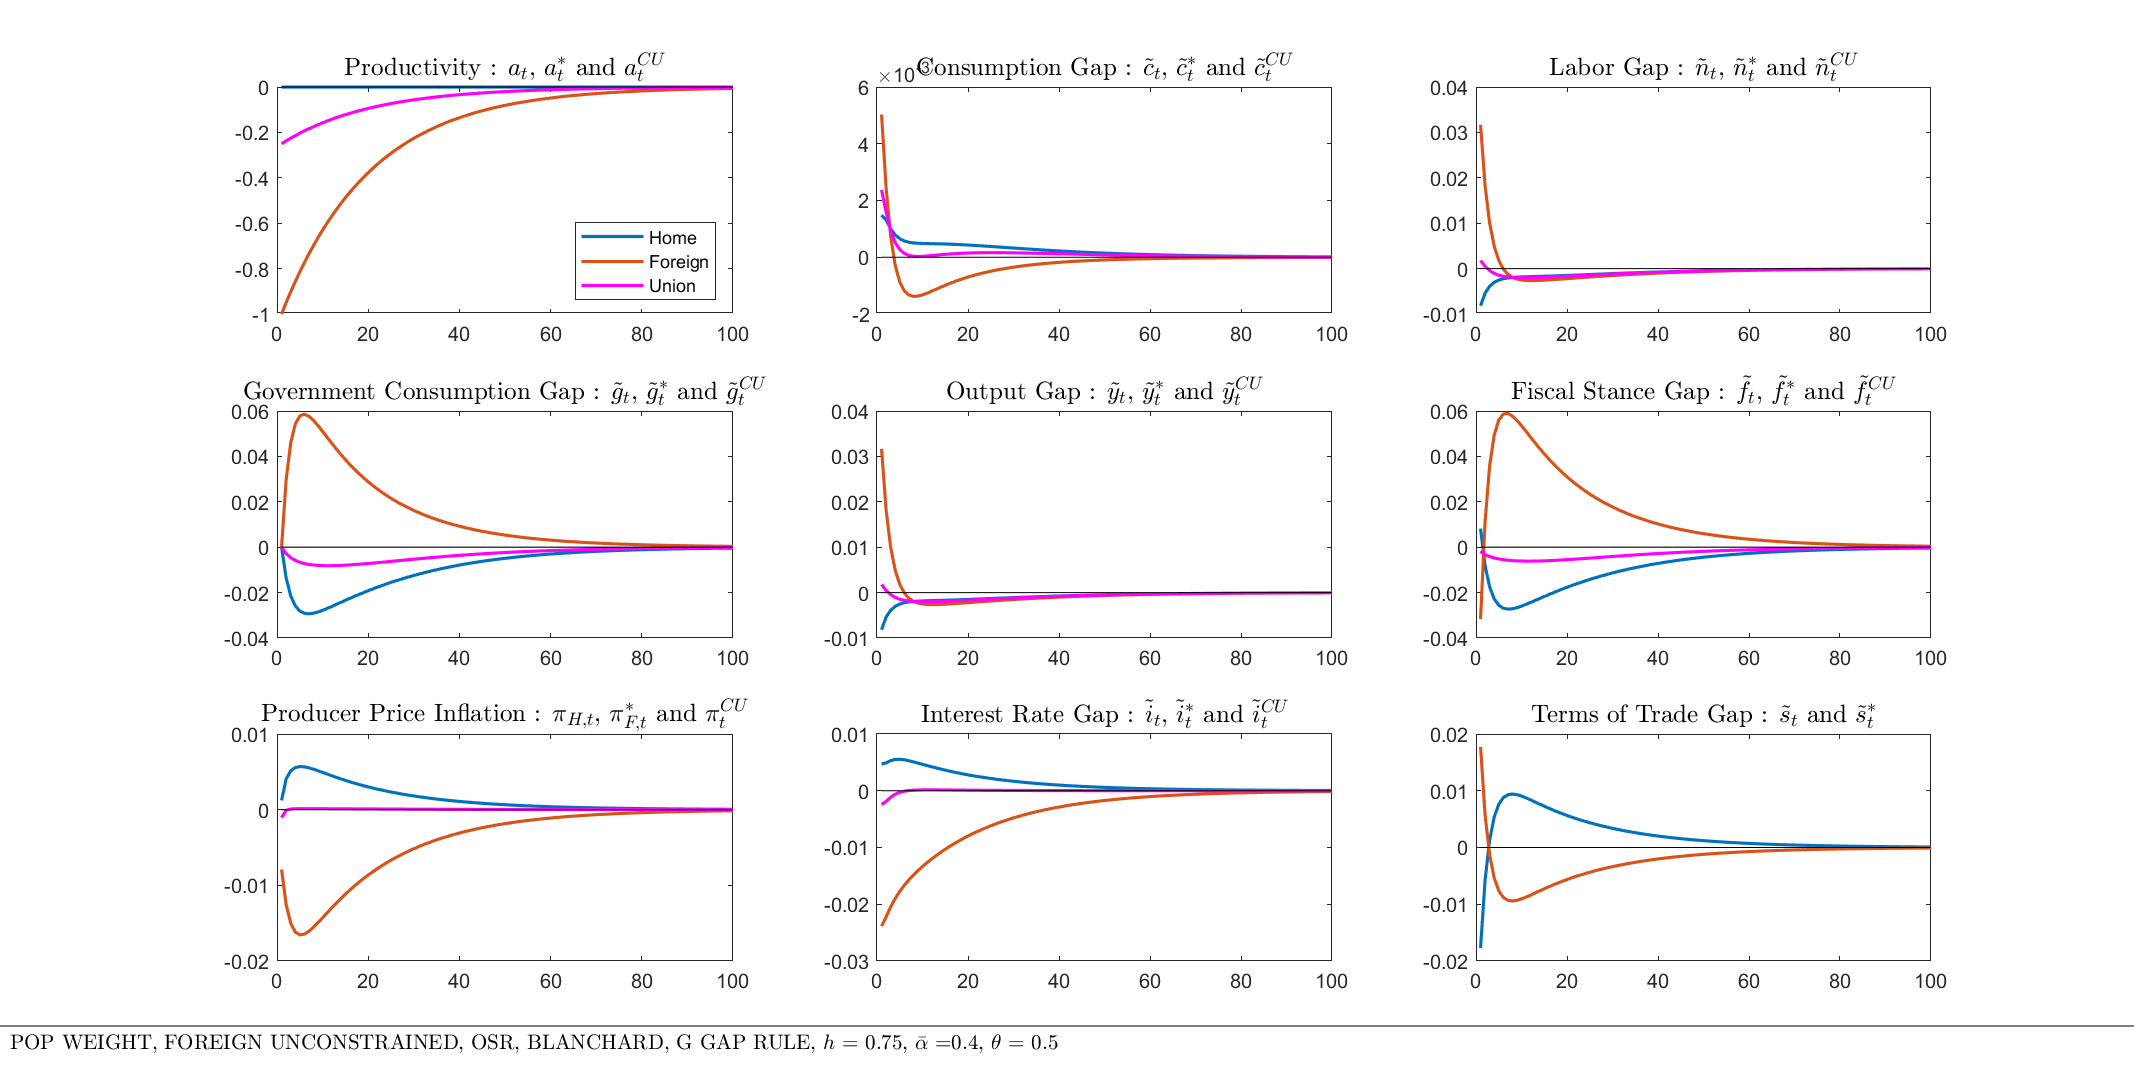 Productivity : a_t, a_t^* and a_t^{CU}
0
-0.2
-0.4
-0.6
-0.8
-1
0 20 40 60 80 100
Home
Foreign
Union
Consumption Gap : c̃_t, c̃_t^* and c̃_t^{CU}
6
4
2
0
-2
0 20 40 60 80 100
Labor Gap : ñ_t, ñ_t^* and ñ_t^{CU}
0.04
0.03
0.02
0.01
0
-0.01
0 20 40 60 80 100
Government Consumption Gap : g̃_t, g̃_t^* and g̃_t^{CU}
0.06
0.04
0.02
0
-0.02
-0.04
0 20 40 60 80 100
Output Gap : ỹ_t, ỹ_t^* and ỹ_t^{CU}
0.04
0.03
0.02
0.01
0
-0.01
0 20 40 60 80 100
Fiscal Stance Gap : f̃_t, f̃_t^* and f̃_t^{CU}
0.06
0.04
0.02
0
-0.02
-0.04
0 20 40 60 80 100
Producer Price Inflation : π_{H,t}, π_{F,t}^* and π_t^{CU}
0.01
0
-0.01
-0.02
0 20 40 60 80 100
Interest Rate Gap : ĩ_t, ĩ_t^* and ĩ_t^{CU}
0.01
0
-0.01
-0.02
-0.03
0 20 40 60 80 100
Terms of Trade Gap : s̃_t and s̃_t^*
0.02
0.01
0
-0.01
-0.02
0 20 40 60 80 100
POP WEIGHT, FOREIGN UNCONSTRAINED, OSR, BLANCHARD, G GAP RULE, h = 0.75, ᾱ =0.4, θ = 0.5